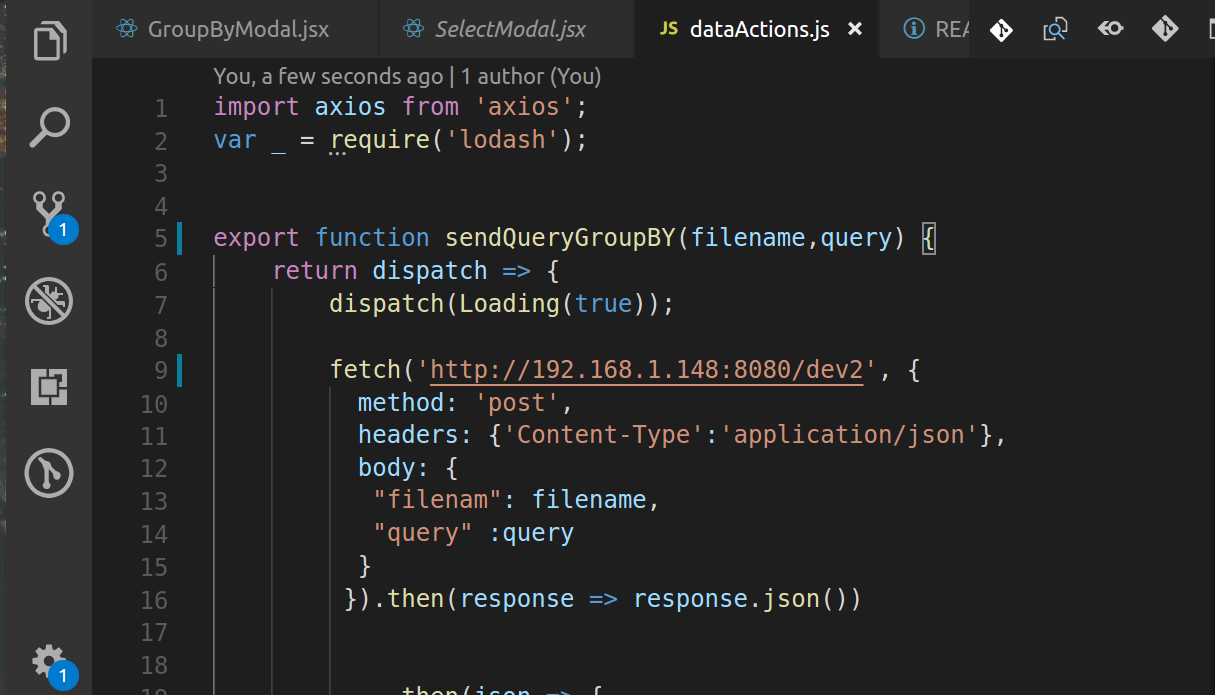 GroupByModal.jsx
SelectModal.jsx
JS dataActions.js
REA
You, a few seconds ago | 1 author (You)
1 import axios from 'axios';
2 var _ = require('lodash');
3
4
5 export function sendQueryGroupBY(filename,query) {
6 return dispatch => {
7 dispatch(Loading(true));
8
9 fetch('http://192.168.1.148:8080/dev2', {
10 method: 'post',
11 headers: {'Content-Type':'application/json'},
12 body: {
13 "filenam": filename,
14 "query" :query
15 }
16 }).then(response => response.json())
17
18
19 .then(json => {
1
1